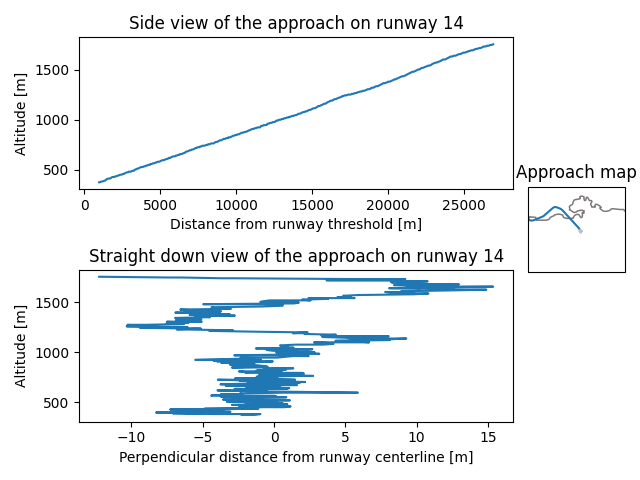 Side view of the approach on runway 14
1500
1000
500
Altitude [m]
0 5000 10000 15000 20000 25000
Distance from runway threshold [m]
Approach map
Straight down view of the approach on runway 14
1500
1000
500
Altitude [m]
−10 −5 0 5 10 15
Perpendicular distance from runway centerline [m]